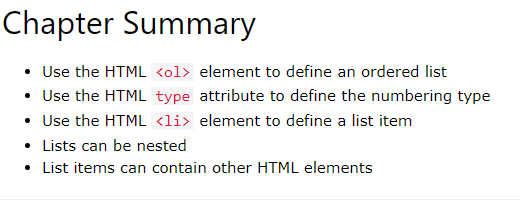 Chapter Summary
• Use the HTML <ol> element to define an ordered list
• Use the HTML type attribute to define the numbering type
• Use the HTML <li> element to define a list item
• Lists can be nested
• List items can contain other HTML elements